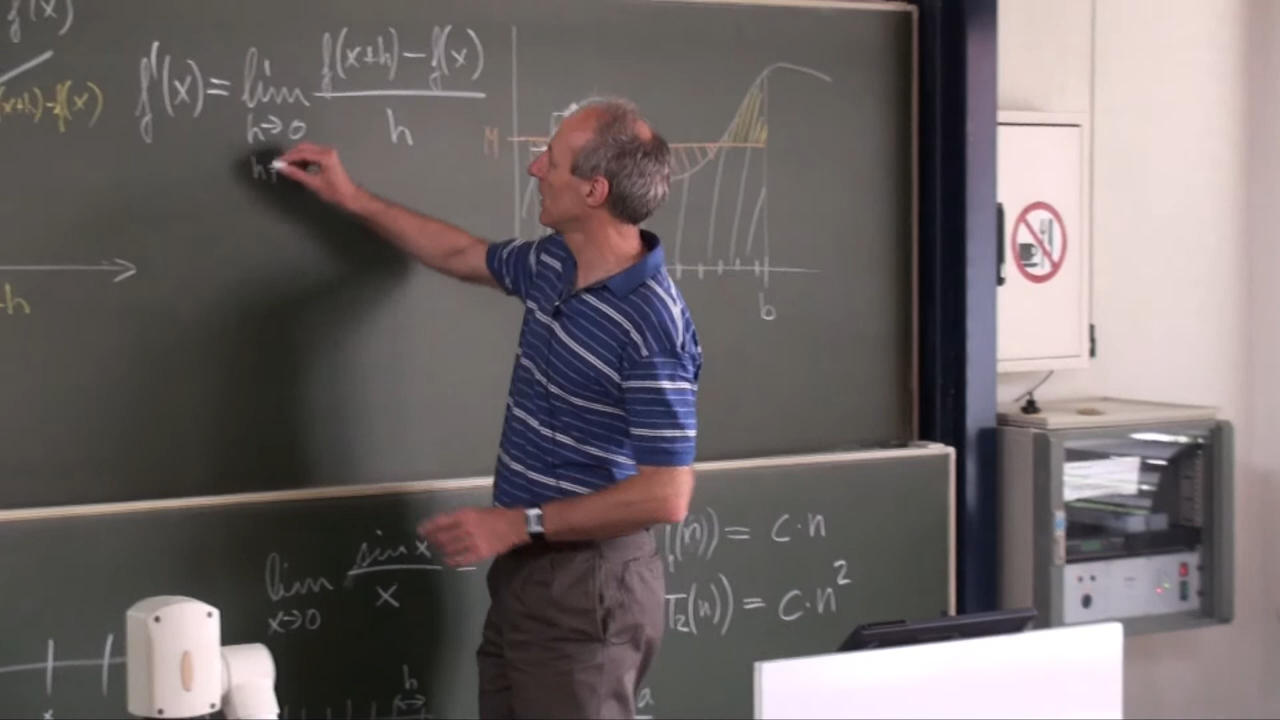 f(x)
(x+h)-f(x)
f'(x) = lim f(x+h) - f(x)
h→0 h
h≠
M
h
b
lim sin x
x→0 x
(n)) = c·n
T₂(n)) = c·n²
h
a